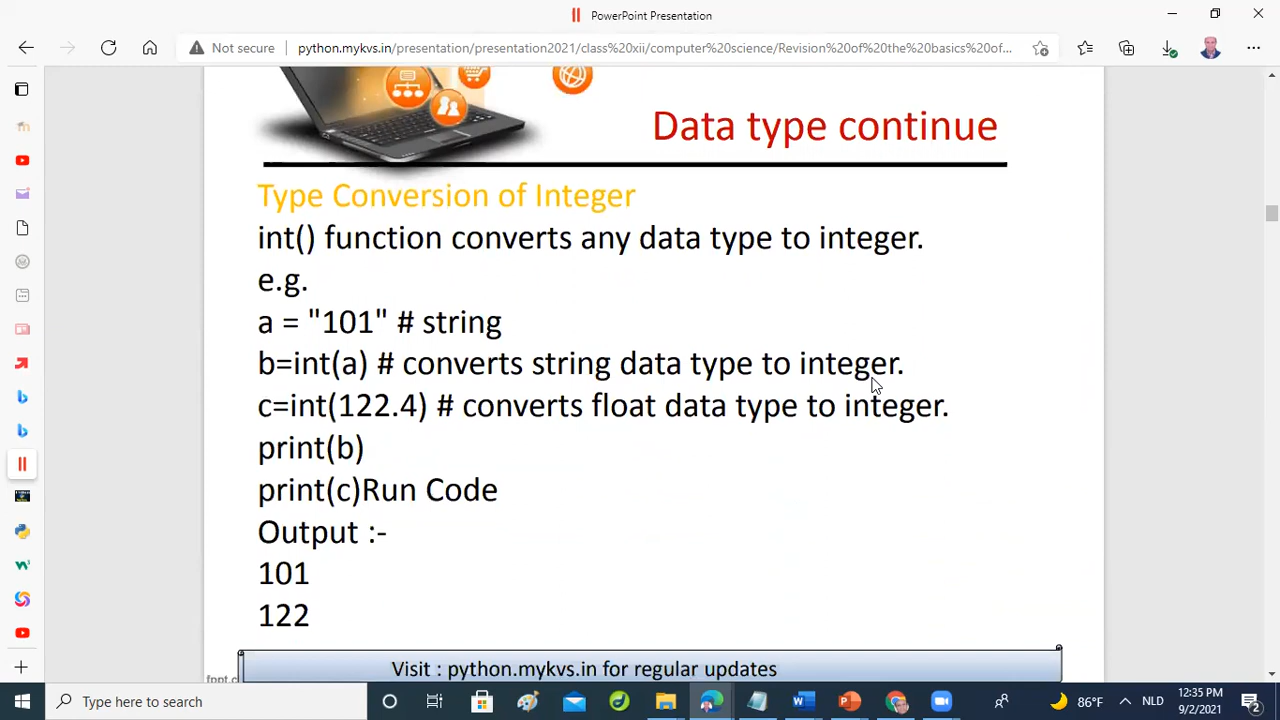 PowerPoint Presentation
Not secure
python.mykvs.in/presentation/presentation2021/class%20xii/computer%20science/Revision%20of%20the%20basics%20of...
Data type continue
Type Conversion of Integer
int() function converts any data type to integer.
e.g.
a = "101" # string
b=int(a) # converts string data type to integer.
c=int(122.4) # converts float data type to integer.
print(b)
print(c)Run Code
Output :-
101
122
Visit : python.mykvs.in for regular updates
fppt.c
Type here to search
86°F
NLD
12:35 PM
9/2/2021
2